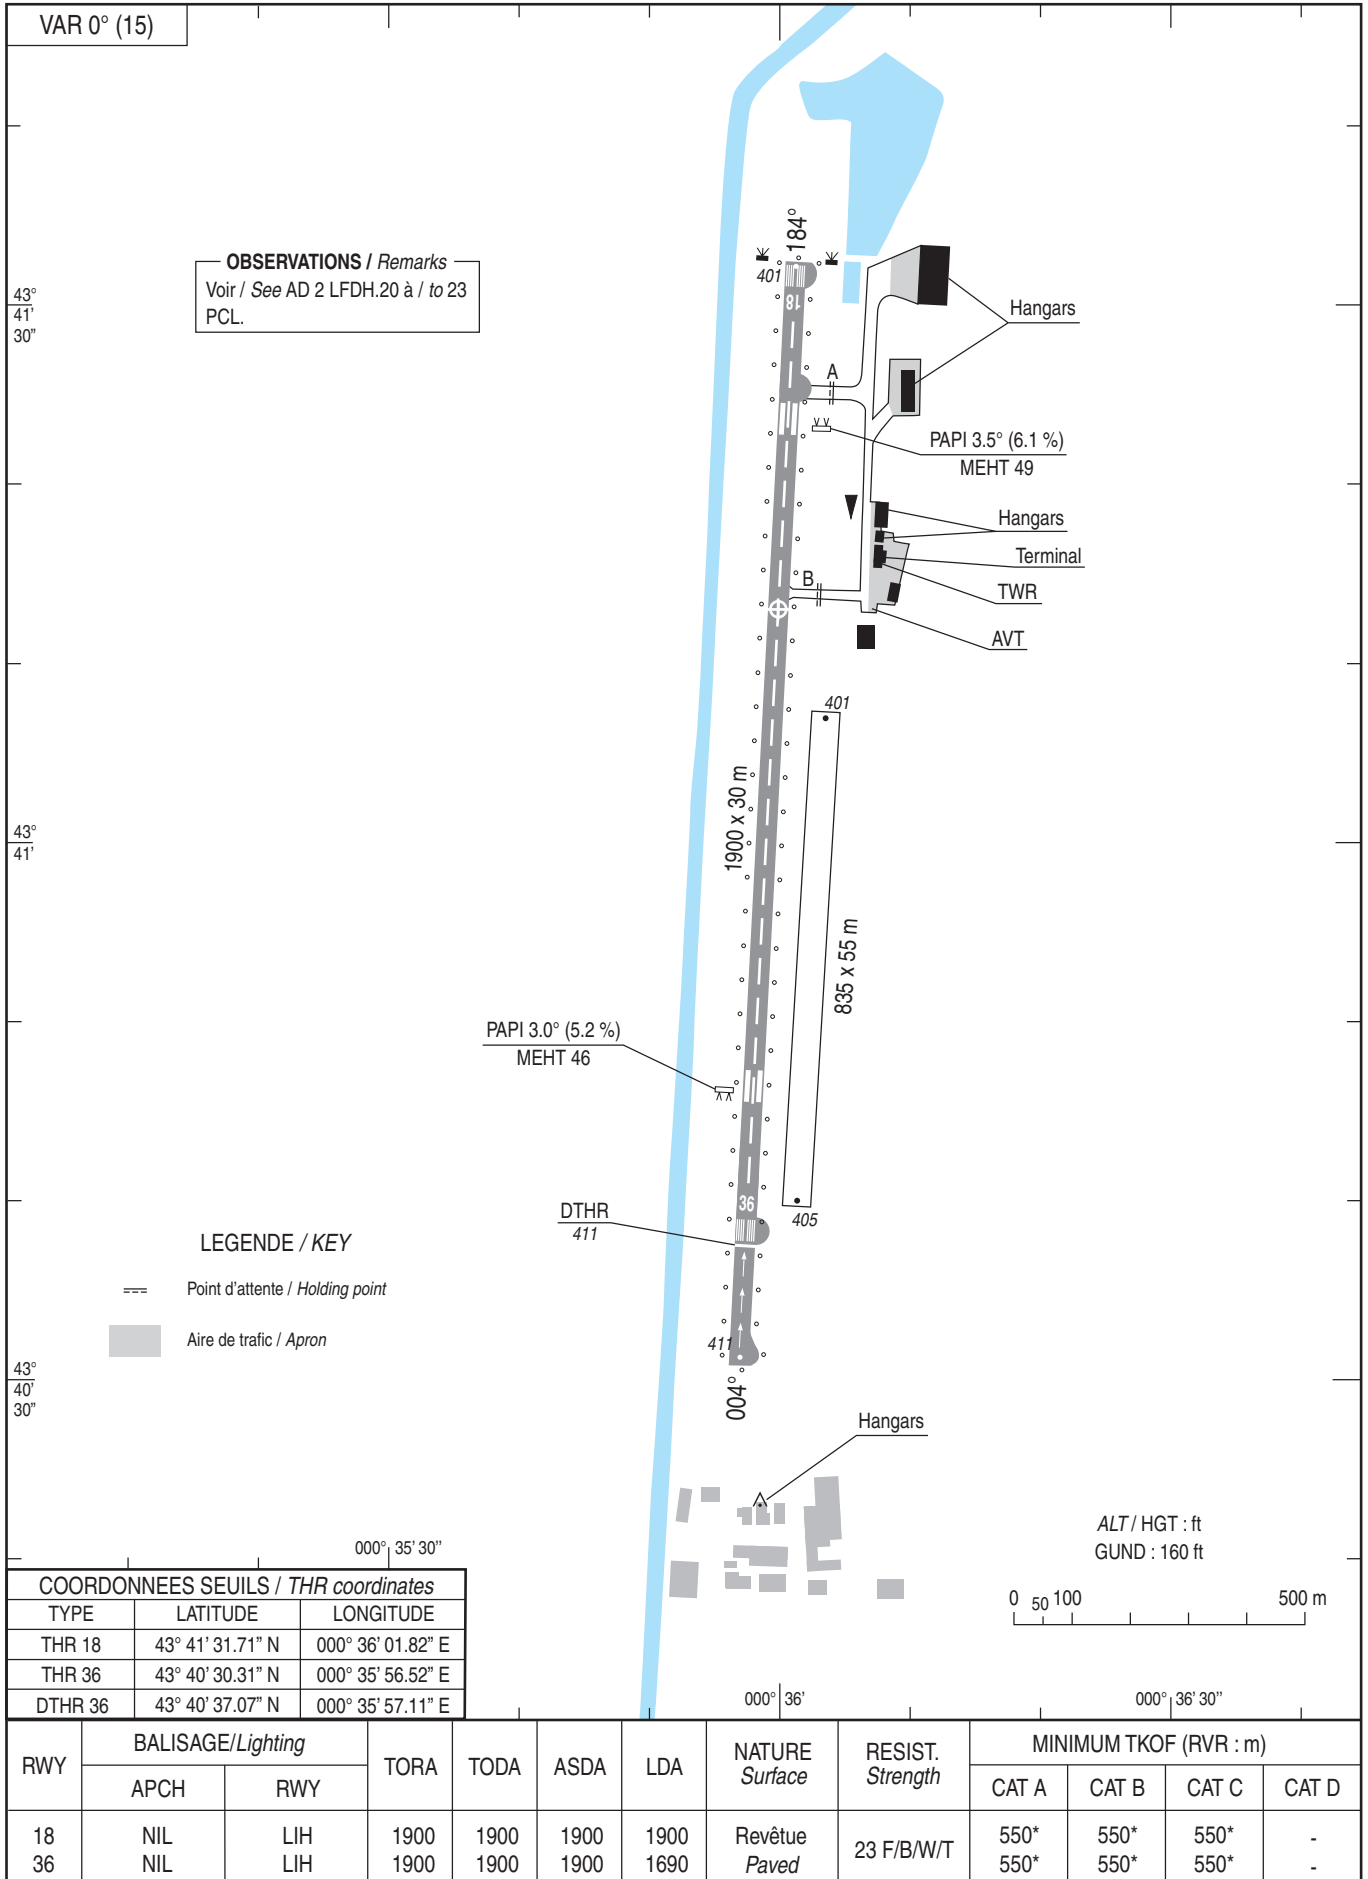 VAR 0° (15)
OBSERVATIONS / Remarks
Voir / See AD 2 LFDH.20 à / to 23
PCL.
184°
401
18
43°
41'
30"
Hangars
A
PAPI 3.5° (6.1 %)
MEHT 49
Hangars
Terminal
TWR
AVT
B
401
1900 x 30 m
43°
41'
835 x 55 m
PAPI 3.0° (5.2 %)
MEHT 46
36
DTHR
411
405
LEGENDE / KEY
Point d'attente / Holding point
Aire de trafic / Apron
411
43°
40'
30"
004°
Hangars
ALT / HGT : ft
GUND : 160 ft
000° 35' 30"
0 50 100 500 m
000° 36'
000° 36' 30"
COORDONNEES SEUILS / THR coordinates
TYPE LATITUDE LONGITUDE
THR 18 43° 41' 31.71" N 000° 36' 01.82" E
THR 36 43° 40' 30.31" N 000° 35' 56.52" E
DTHR 36 43° 40' 37.07" N 000° 35' 57.11" E
RWY BALISAGE/Lighting TORA TODA ASDA LDA NATURE RESIST. MINIMUM TKOF (RVR : m)
Surface Strength
APCH RWY CAT A CAT B CAT C CAT D
18 NIL LIH 1900 1900 1900 1900 Revêtue 23 F/B/W/T 550* 550* 550* -
36 NIL LIH 1900 1900 1900 1690 Paved 550* 550* 550* -